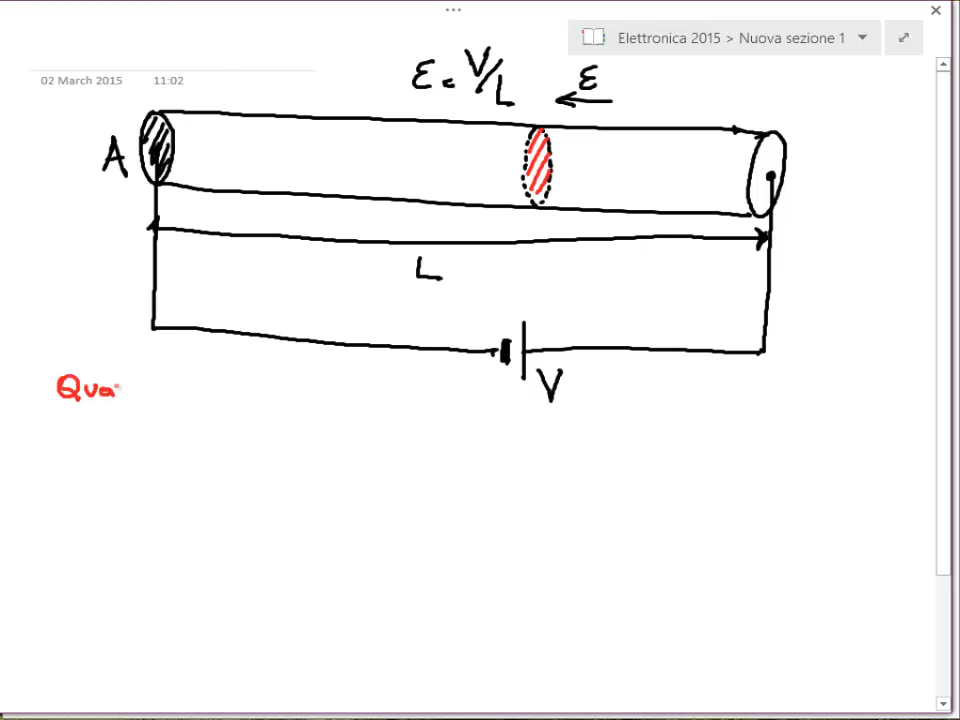 Elettronica 2015 > Nuova sezione 1
02 March 2015 11:02
ε = V/L
ε
A
L
V
Qua